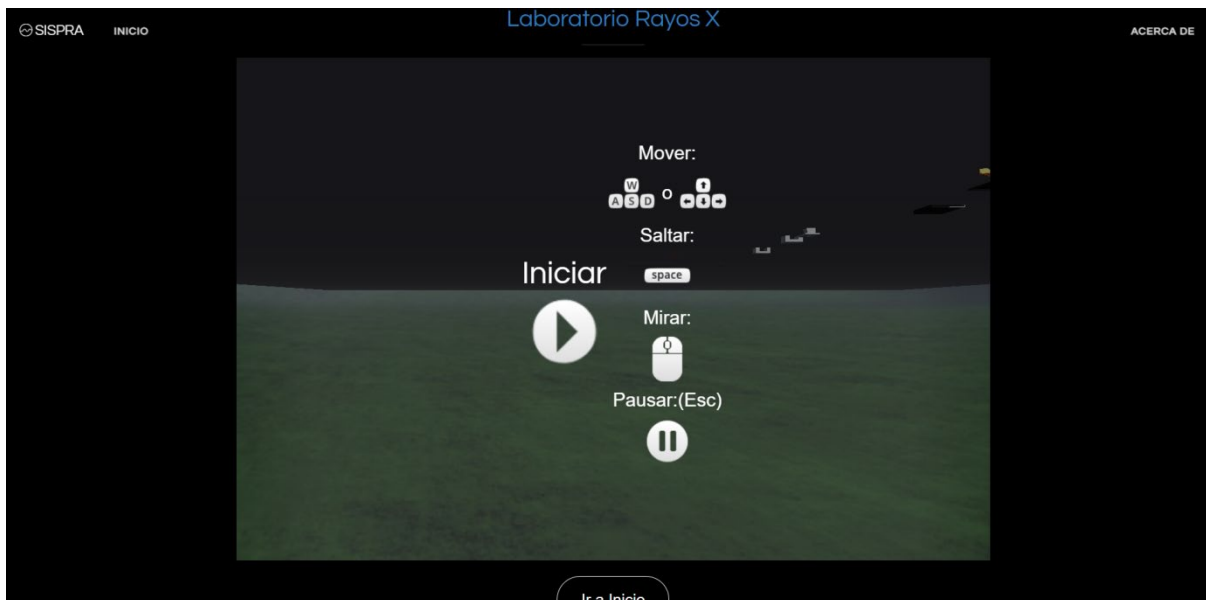 SISPRA
INICIO
Laboratorio Rayos X
ACERCA DE
Mover:
W
A S D o
Saltar:
Iniciar
space
Mirar:
Pausar:(Esc)
Ir a Inicio